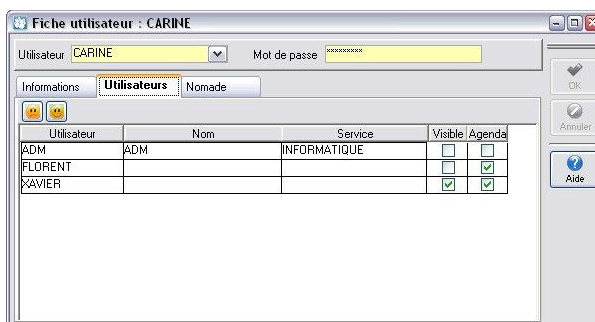 Fiche utilisateur : CARINE
Utilisateur CARINE Mot de passe xxxxxxxxx
Informations Utilisateurs Nomade
OK
Annuler
Aide
Utilisateur Nom Service Visible Agenda
ADM ADM INFORMATIQUE
FLORENT
XAVIER